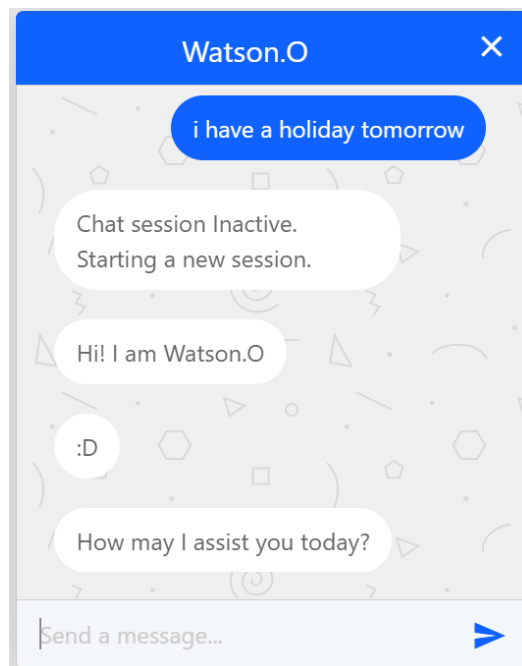 Watson.O
i have a holiday tomorrow
Chat session Inactive.
Starting a new session.
Hi! I am Watson.O
:D
How may I assist you today?
Send a message...